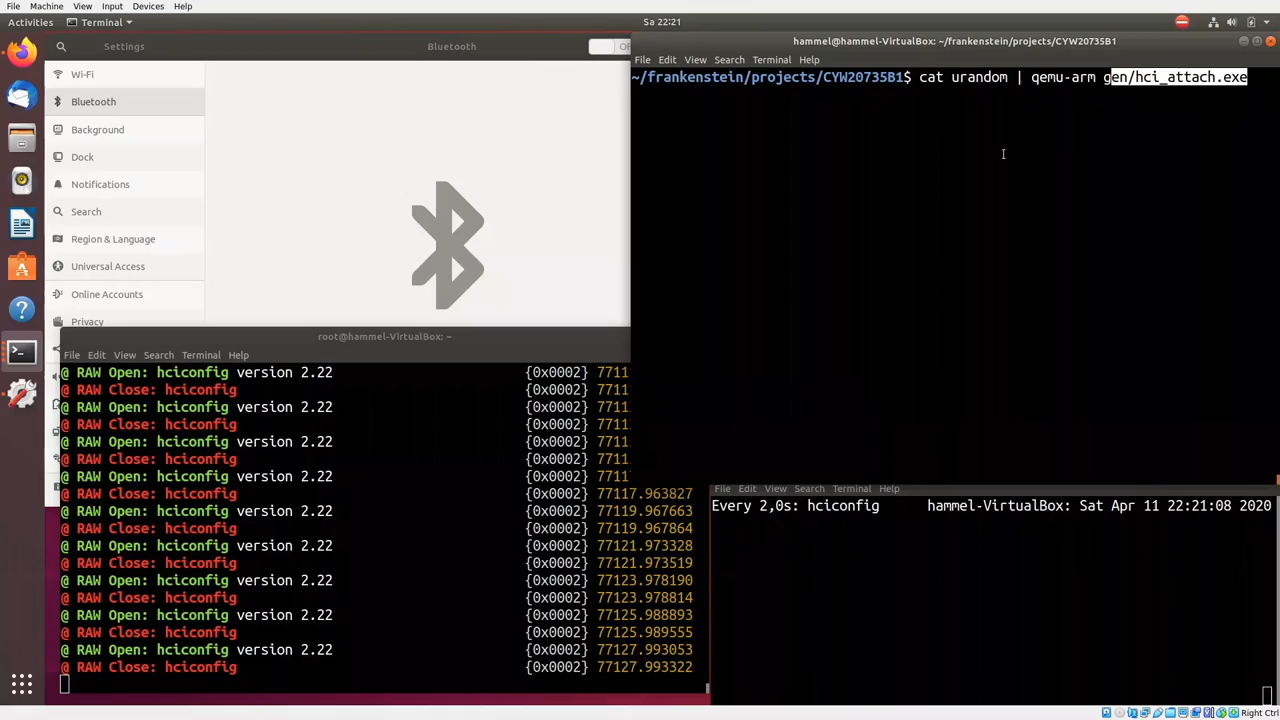 File Machine View Input Devices Help
Activities Terminal Sa 22:21
Settings Bluetooth
Wi-Fi
Bluetooth
Background
Dock
Notifications
Search
Region & Language
Universal Access
Online Accounts
Privacy
hammel@hammel-VirtualBox: ~/frankenstein/projects/CYW20735B1
File Edit View Search Terminal Help
~/frankenstein/projects/CYW20735B1$ cat urandom | qemu-arm gen/hci_attach.exe
root@hammel-VirtualBox: ~
File Edit View Search Terminal Help
@ RAW Open: hciconfig version 2.22 {0x0002} 77111
@ RAW Close: hciconfig {0x0002} 77111
@ RAW Open: hciconfig version 2.22 {0x0002} 7711
@ RAW Close: hciconfig {0x0002} 7711
@ RAW Open: hciconfig version 2.22 {0x0002} 7711
@ RAW Close: hciconfig {0x0002} 7711
@ RAW Open: hciconfig version 2.22 {0x0002} 7711
@ RAW Close: hciconfig {0x0002} 77117.963827
@ RAW Open: hciconfig version 2.22 {0x0002} 77119.967663
@ RAW Close: hciconfig {0x0002} 77119.967864
@ RAW Open: hciconfig version 2.22 {0x0002} 77121.973328
@ RAW Close: hciconfig {0x0002} 77121.973519
@ RAW Open: hciconfig version 2.22 {0x0002} 77123.978190
@ RAW Close: hciconfig {0x0002} 77123.978814
@ RAW Open: hciconfig version 2.22 {0x0002} 77125.988893
@ RAW Close: hciconfig {0x0002} 77125.989555
@ RAW Open: hciconfig version 2.22 {0x0002} 77127.993053
@ RAW Close: hciconfig {0x0002} 77127.993322
File Edit View Search Terminal Help
Every 2,0s: hciconfig hammel-VirtualBox: Sat Apr 11 22:21:08 2020
Right Ctrl